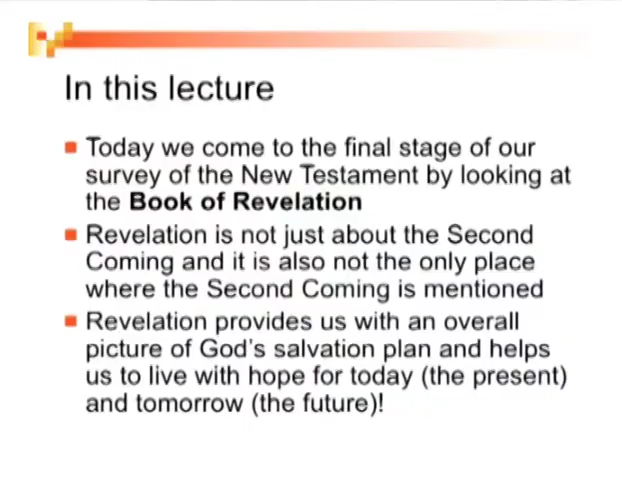 In this lecture
Today we come to the final stage of our
survey of the New Testament by looking at
the Book of Revelation
Revelation is not just about the Second
Coming and it is also not the only place
where the Second Coming is mentioned
Revelation provides us with an overall
picture of God's salvation plan and helps
us to live with hope for today (the present)
and tomorrow (the future)!